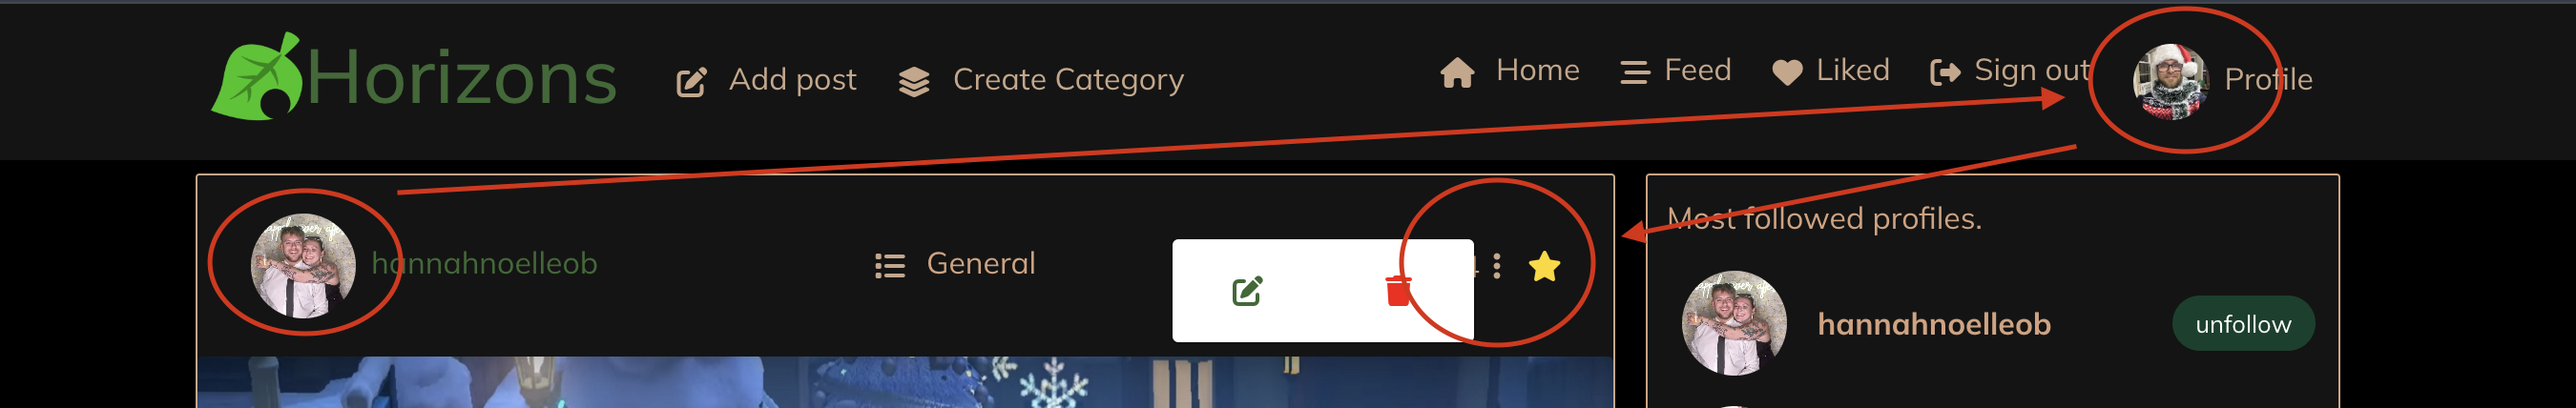 Horizons Add post Create Category Home Feed Liked Sign out Profile
hannahnoelleob General
Most followed profiles.
hannahnoelleob unfollow